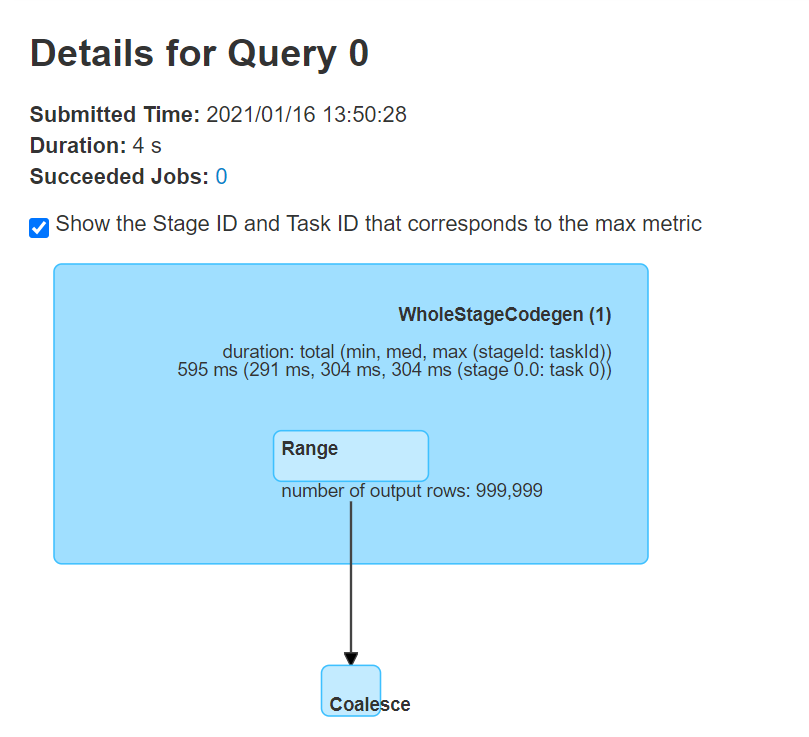 Details for Query 0
Submitted Time: 2021/01/16 13:50:28
Duration: 4 s
Succeeded Jobs: 0
Show the Stage ID and Task ID that corresponds to the max metric
WholeStageCodegen (1)
duration: total (min, med, max (stageId: taskId))
595 ms (291 ms, 304 ms, 304 ms (stage 0.0: task 0))
Range
number of output rows: 999,999
Coalesce